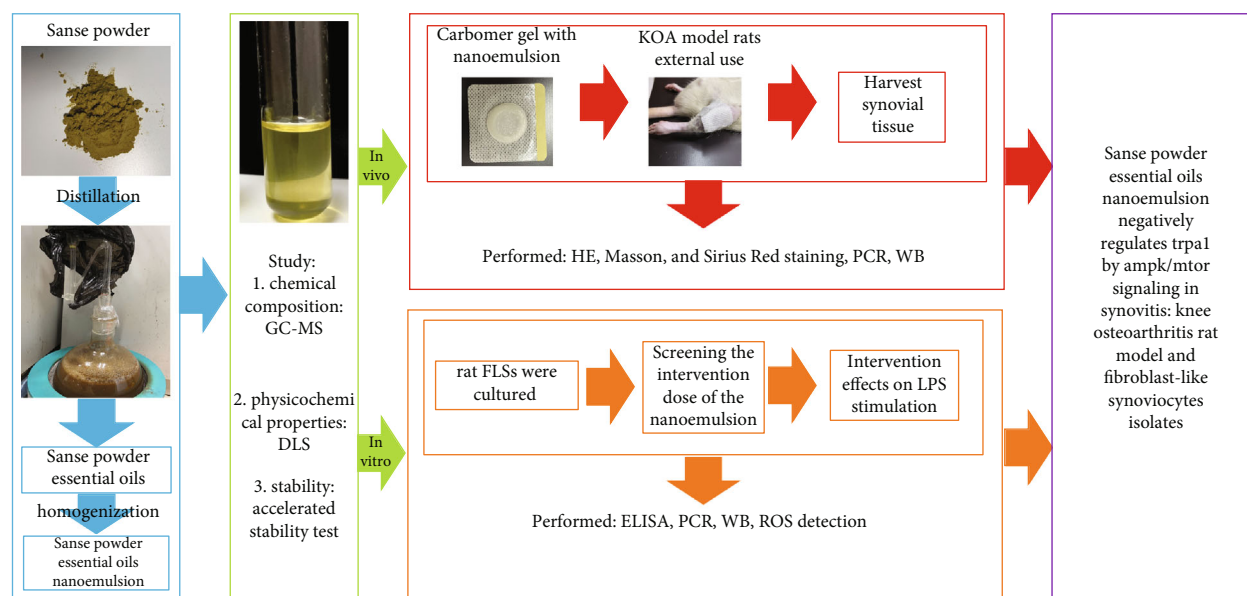 Sanse powder
Distillation
Sanse powder
essential oils
homogenization
Sanse powder
essential oils
nanoemulsion
Study:
1. chemical
composition:
GC-MS
2. physicochemi
cal properties:
DLS
3. stability:
accelerated
stability test
In
vivo
In
vitro
Carbomer gel with
nanoemulsion
KOA model rats
external use
Harvest
synovial
tissue
Performed: HE, Masson, and Sirius Red staining, PCR, WB
rat FLSs were
cultured
Screening the
intervention
dose of the
nanoemulsion
Intervention
effects on LPS
stimulation
Performed: ELISA, PCR, WB, ROS detection
Sanse powder
essential oils
nanoemulsion
negatively
regulates trpa1
by ampk/mtor
signaling in
synovitis: knee
osteoarthritis rat
model and
fibroblast-like
synoviocytes
isolates